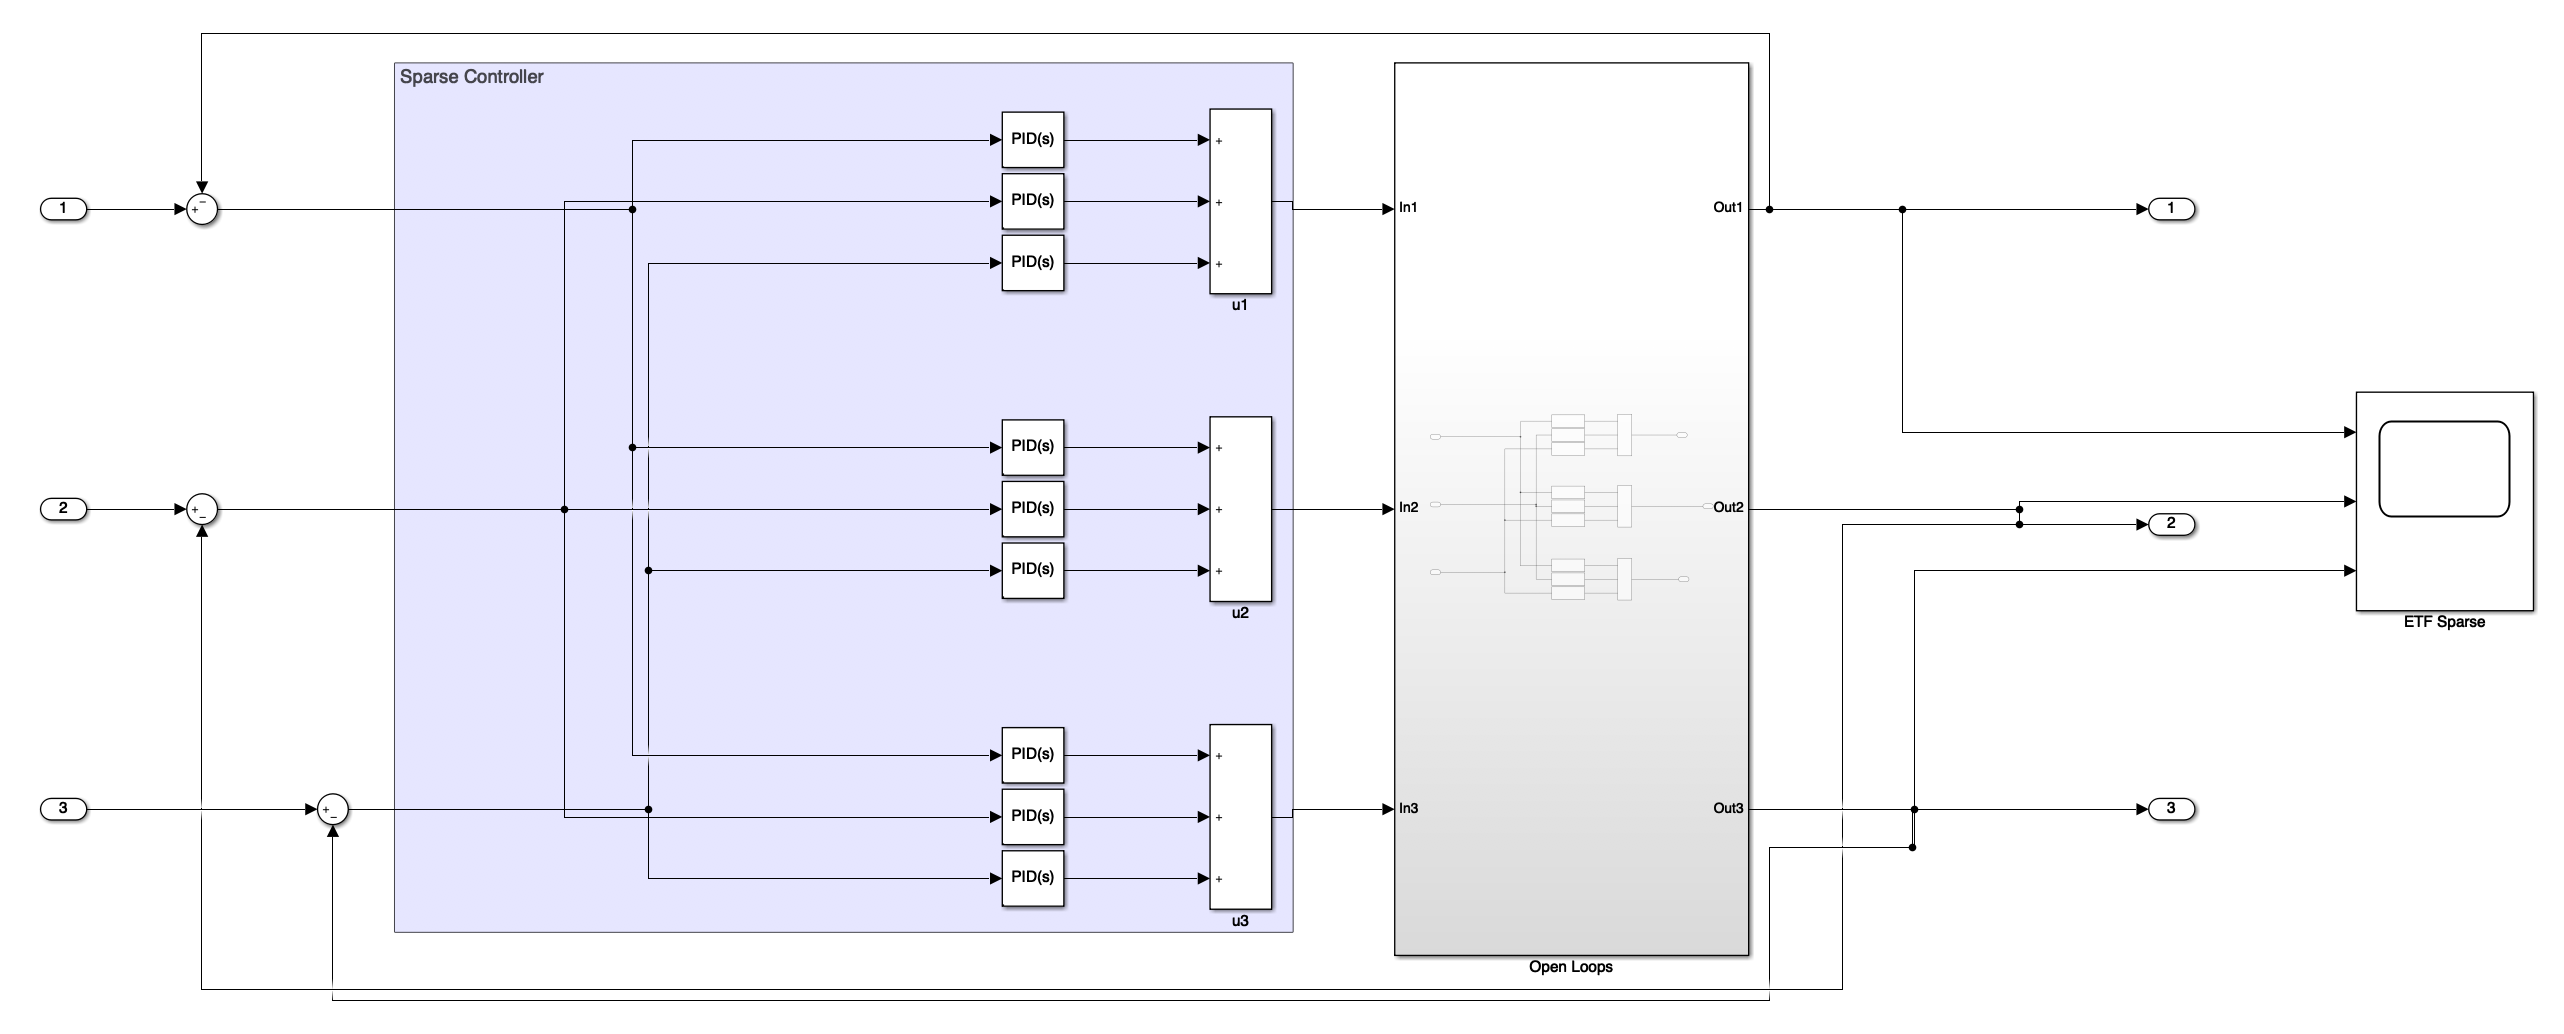 Sparse Controller
PID(s)
+
PID(s)
+
PID(s)
+
u1
1
+
−
In1
Out1
1
PID(s)
+
PID(s)
+
PID(s)
+
u2
2
+
−
In2
Out2
2
ETF Sparse
PID(s)
+
PID(s)
+
PID(s)
+
u3
3
+
−
In3
Out3
3
Open Loops